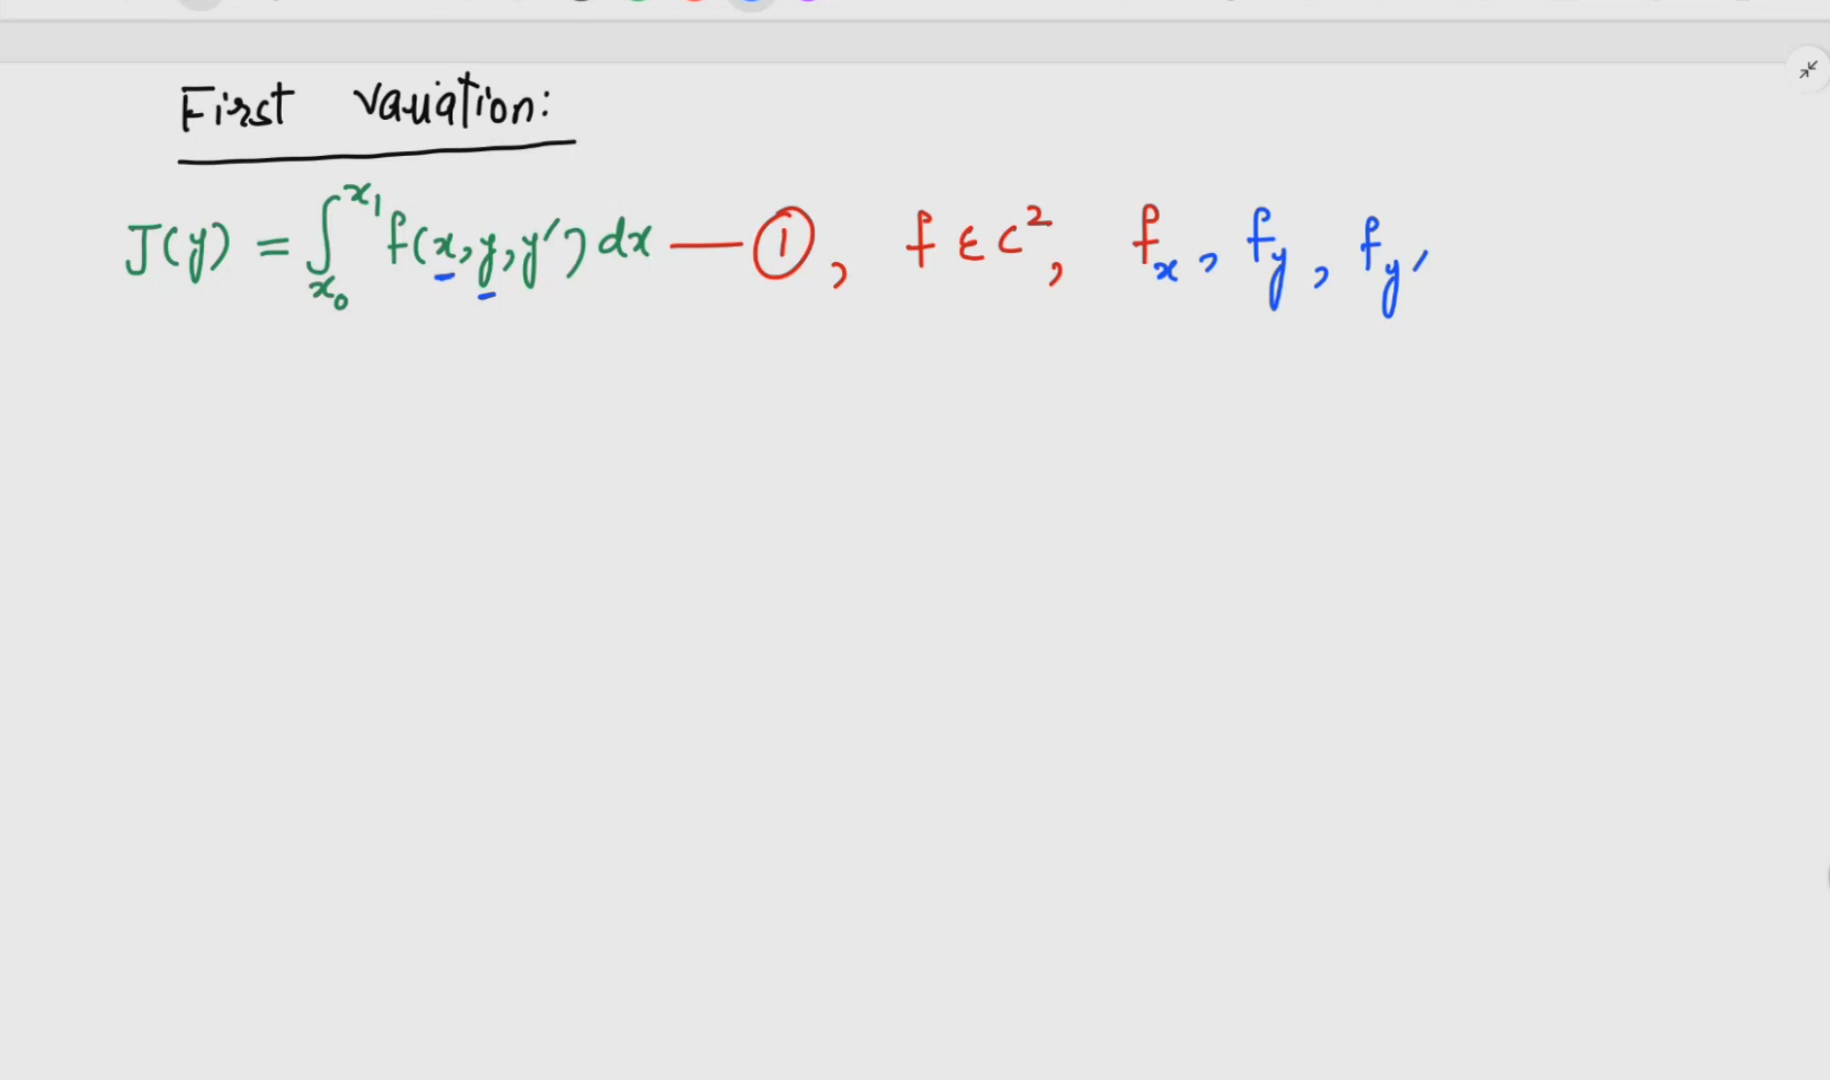 First variation:
J(y) = ∫_{x₀}^{x₁} f(x, y, y′) dx — ①, f ε C², f_x, f_y, f_y′